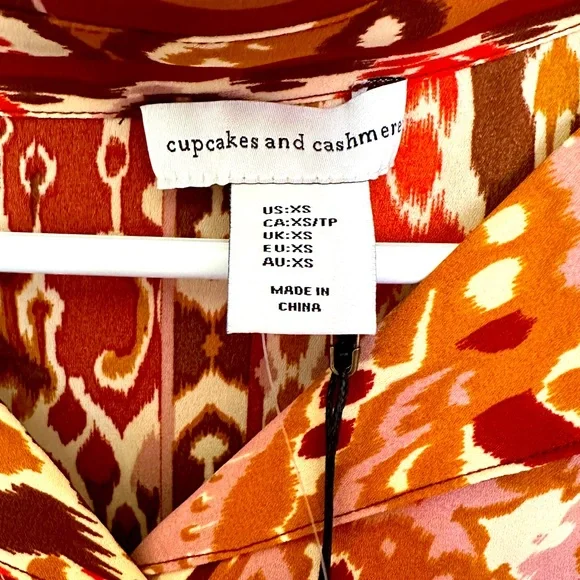 cupcakes and cashmere
US:XS
CA:XS/TP
UK:XS
EU:XS
AU:XS
MADE IN
CHINA